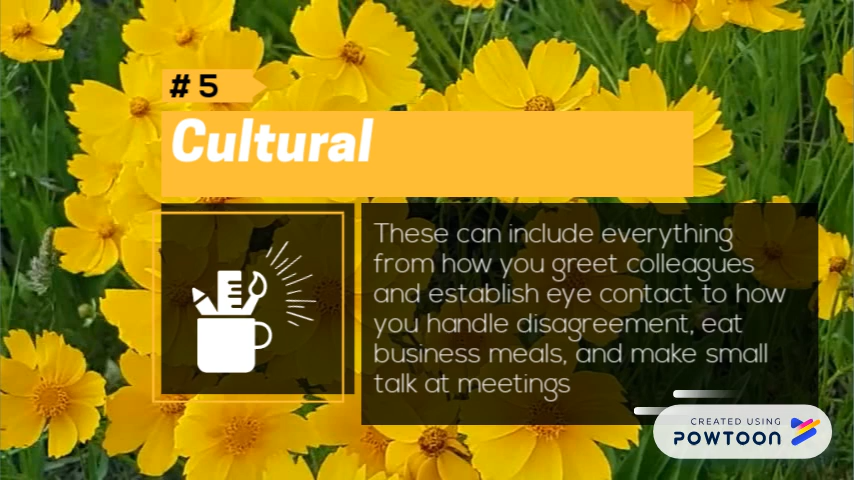 # 5
Cultural
These can include everything
from how you greet colleagues
and establish eye contact to how
you handle disagreement, eat
business meals, and make small
talk at meetings
CREATED USING
POWTOON